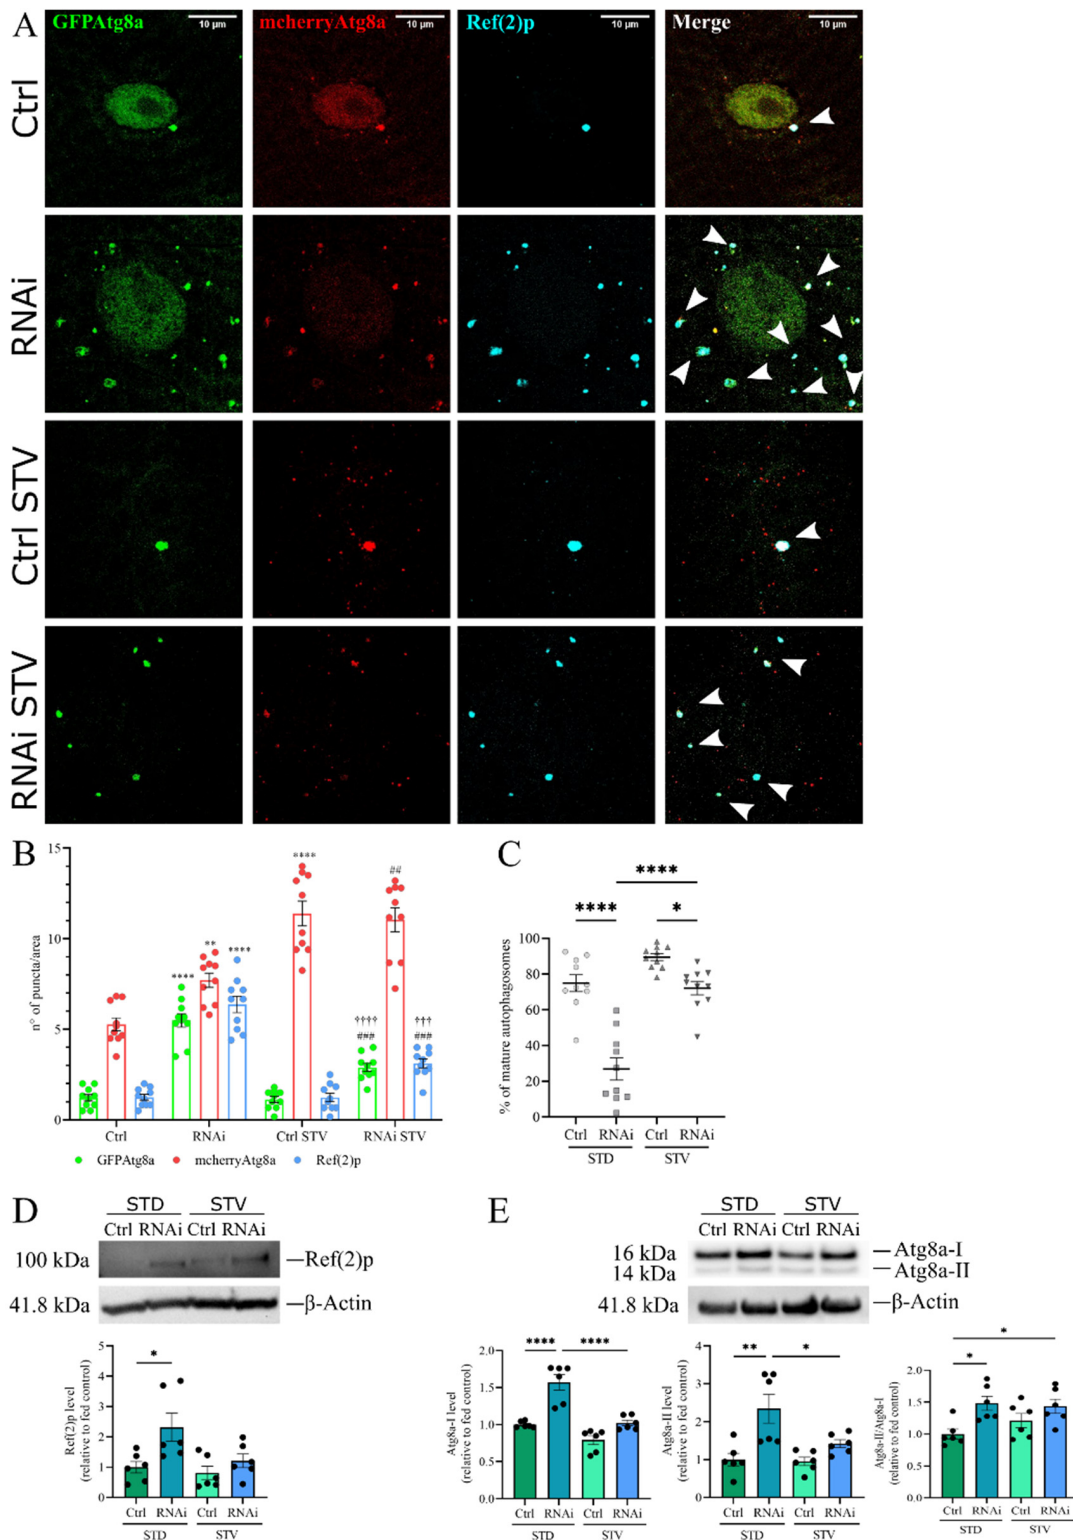 A
GFPAtg8a 10 µm mcherryAtg8a 10 µm Ref(2)p 10 µm Merge 10 µm
Ctrl
RNAi
Ctrl STV
RNAi STV
B
n° of puncta/area
15
10
5
0
**** ** **** **** †††† ### ## ††† ###
Ctrl RNAi Ctrl STV RNAi STV
GFPAtg8a mcherryAtg8a Ref(2)p
C
% of mature autophagosomes
100
80
60
40
20
0
****
**** *
Ctrl RNAi Ctrl RNAi
STD STV
D
STD STV
Ctrl RNAi Ctrl RNAi
100 kDa Ref(2)p
41.8 kDa β-Actin
Ref(2)p level
(relative to fed control)
5
4
3
2
1
0
*
Ctrl RNAi Ctrl RNAi
STD STV
E
STD STV
Ctrl RNAi Ctrl RNAi
16 kDa Atg8a-I
14 kDa Atg8a-II
41.8 kDa β-Actin
Atg8a-I level
(relative to fed control)
2.0
1.5
1.0
0.5
0.0
**** ****
Ctrl RNAi Ctrl RNAi
STD STV
Atg8a-II level
(relative to fed control)
4
3
2
1
0
** *
Ctrl RNAi Ctrl RNAi
STD STV
Atg8a-II/Atg8a-I
(relative to fed control)
2.0
1.5
1.0
0.5
0.0
*
*
Ctrl RNAi Ctrl RNAi
STD STV